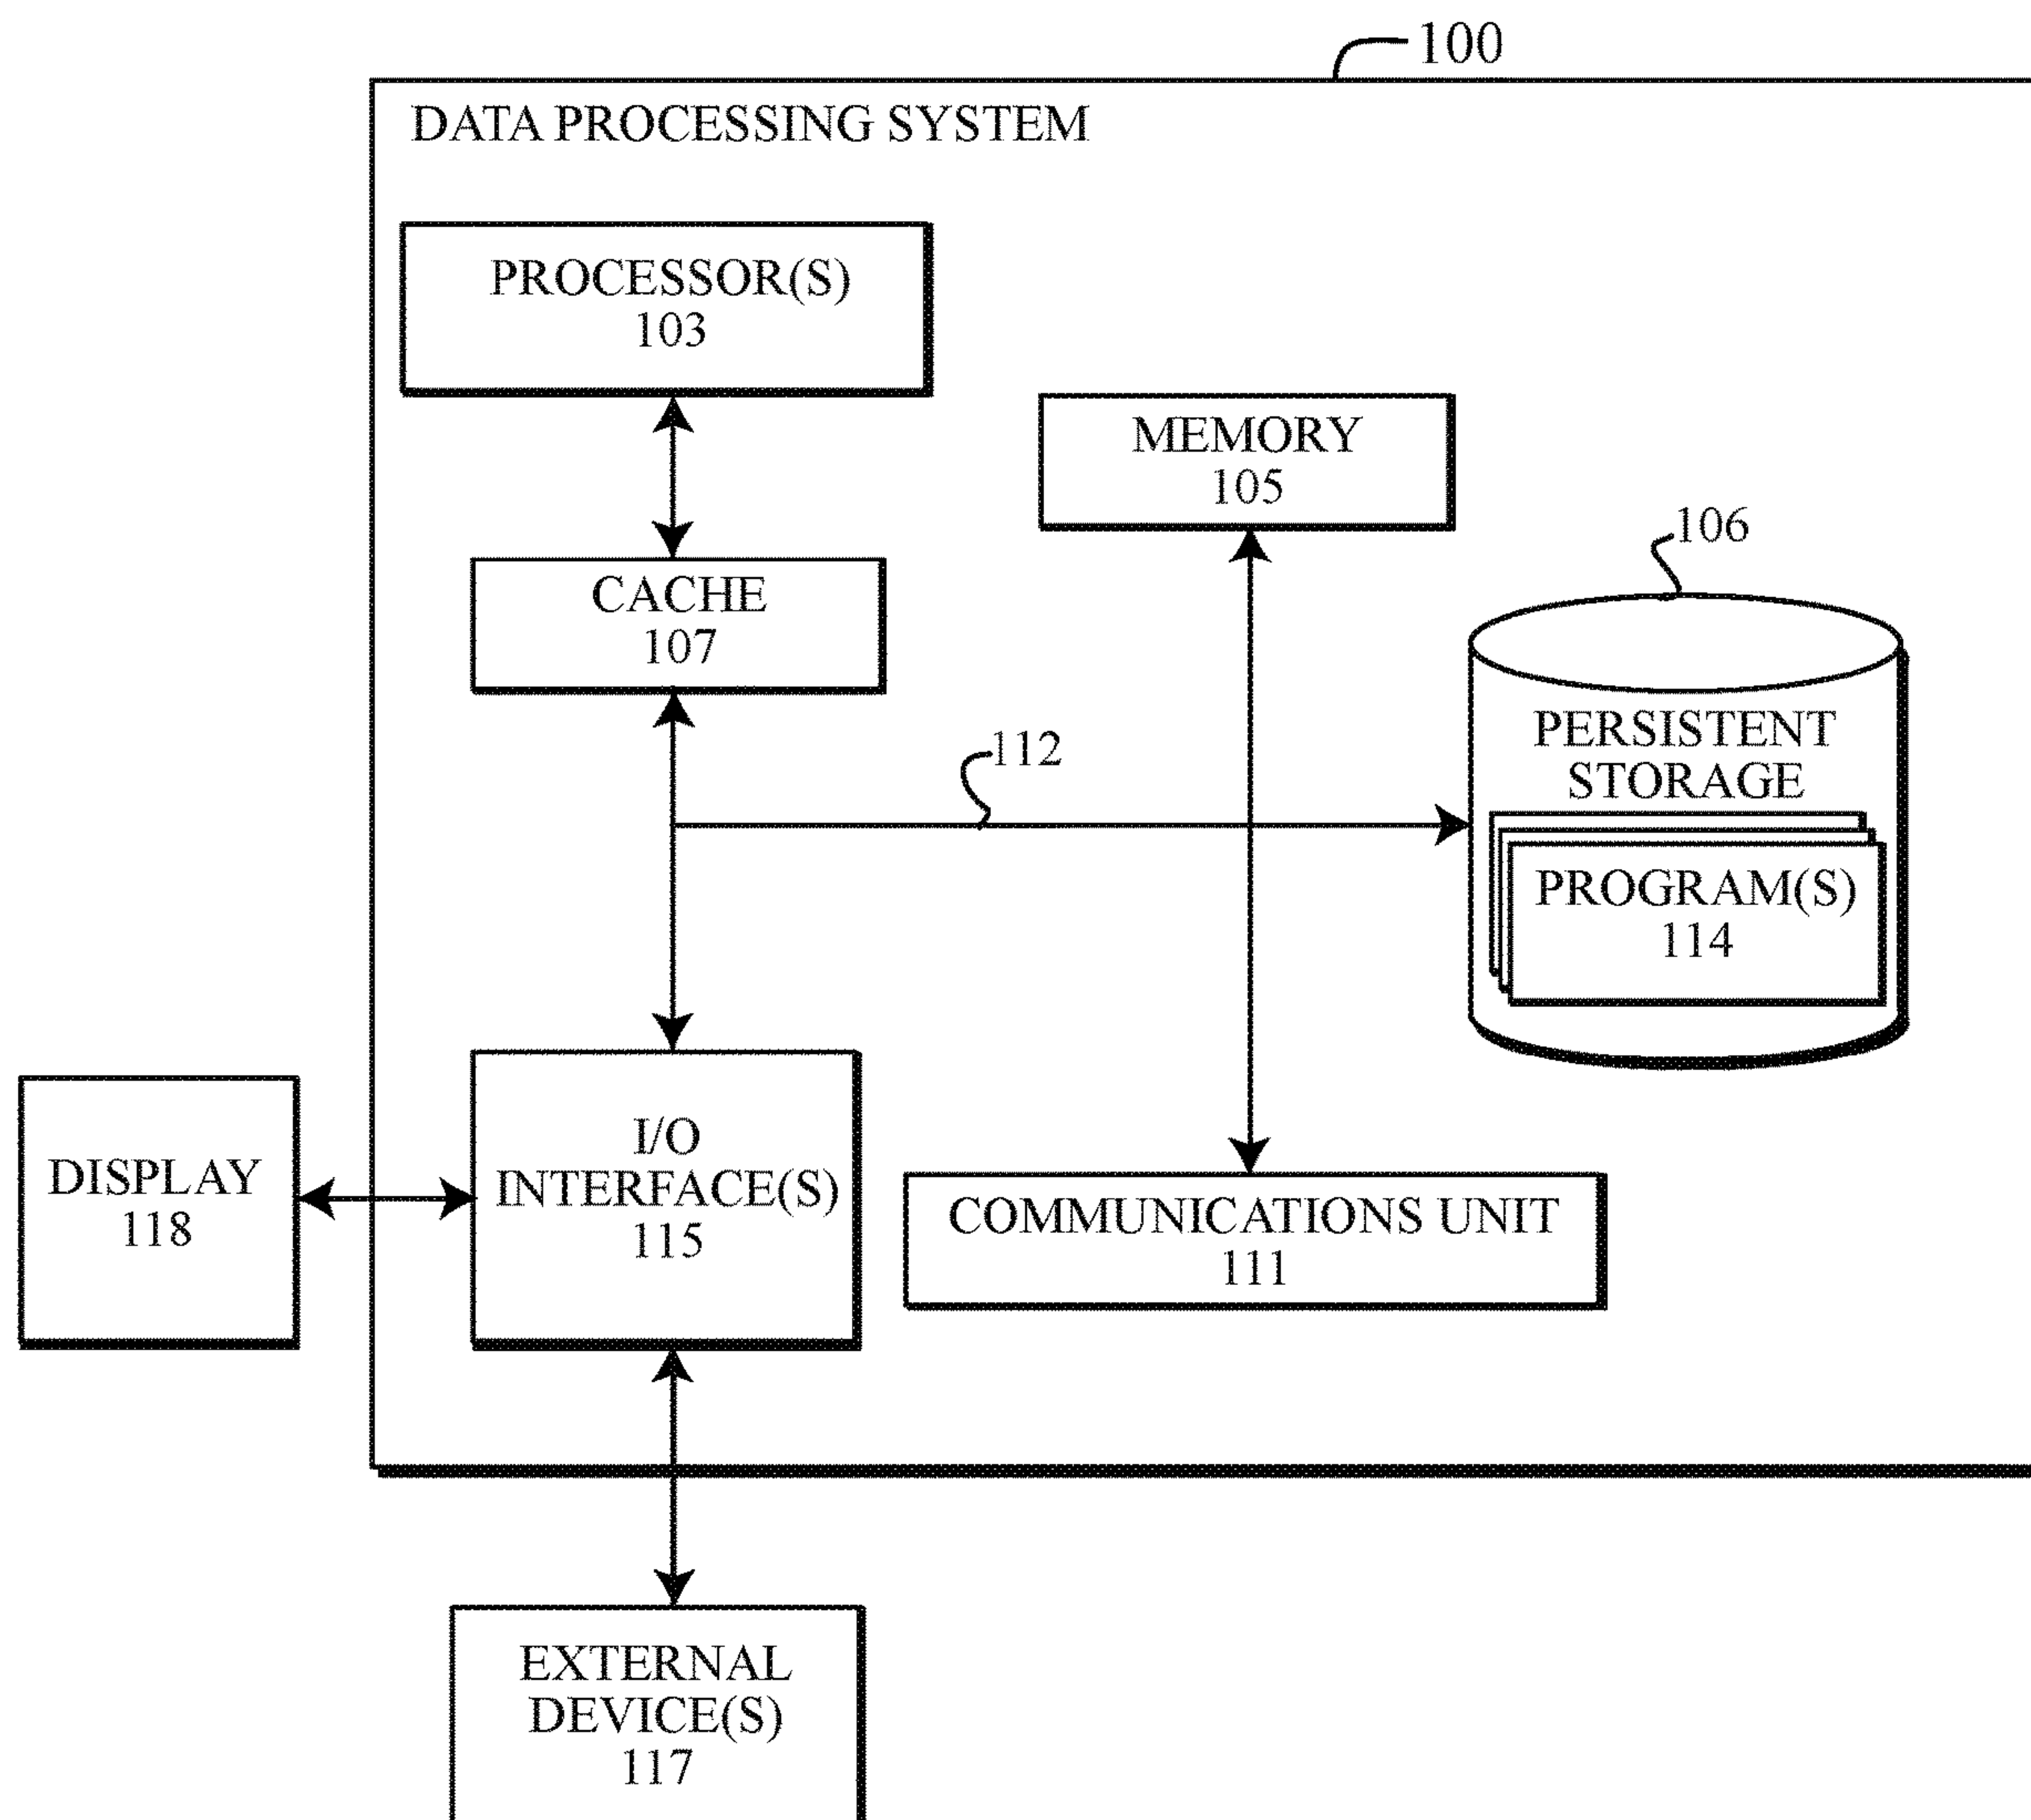 100
DATA PROCESSING SYSTEM
PROCESSOR(S)
103
MEMORY
105
106
CACHE
107
112
PERSISTENT
STORAGE
PROGRAM(S)
114
I/O
INTERFACE(S)
115
DISPLAY
118
COMMUNICATIONS UNIT
111
EXTERNAL
DEVICE(S)
117